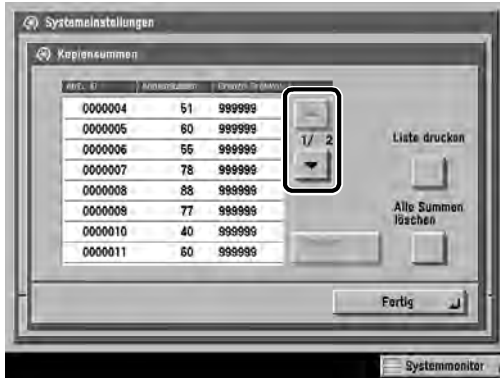 Systemeinstellungen
Kopiensummen
0000004 51 999999
0000005 60 999999
0000006 55 999999
0000007 78 999999
0000008 88 999999
0000009 77 999999
0000010 40 999999
0000011 60 999999
1/ 2
Liste drucken
Alle Summen
löschen
Fertig
Systemmonitor